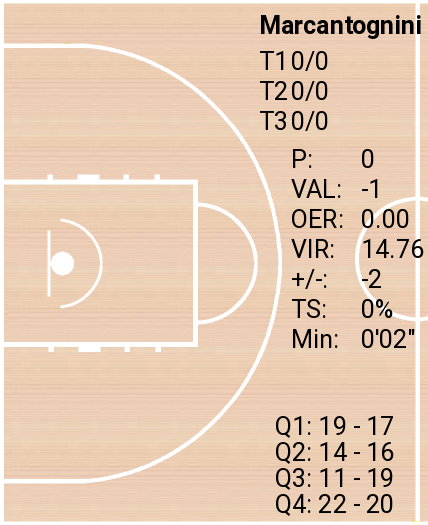 Marcantognini
T1 0/0
T2 0/0
T3 0/0
P: 0
VAL: -1
OER: 0.00
VIR: 14.76
+/-: -2
TS: 0%
Min: 0'02"
Q1: 19 - 17
Q2: 14 - 16
Q3: 11 - 19
Q4: 22 - 20